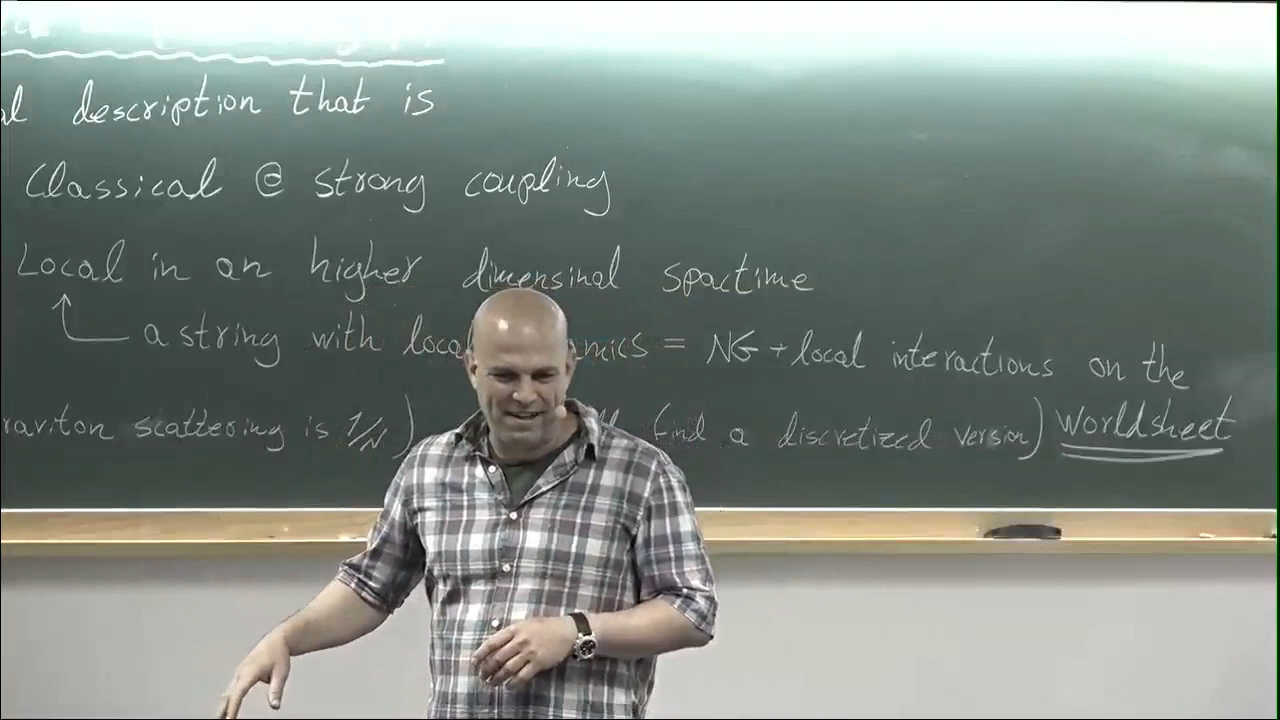 description that is
Classical @ strong coupling
Local in an higher dimensinal spactime
a string with local = NG + local interactions on the
scattering is 1/N) find a discretized version) worldsheet